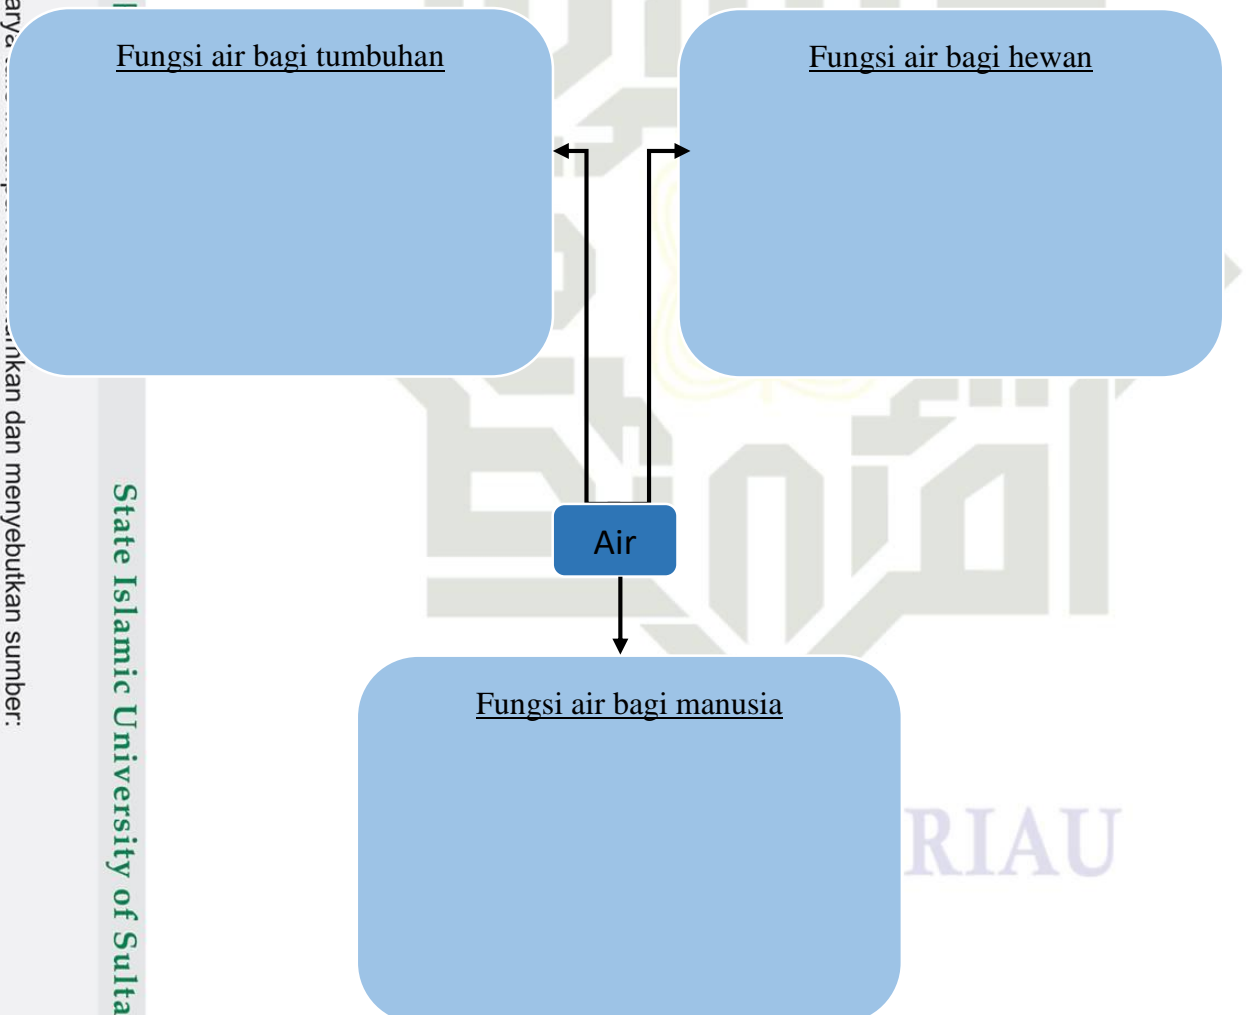 Fungsi air bagi tumbuhan
Fungsi air bagi hewan
Air
Fungsi air bagi manusia
RIAU
State Islamic University of Sulta
dan menyebutkan sumber: